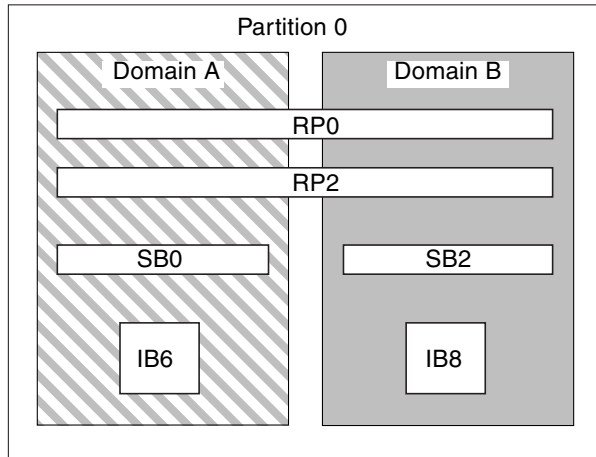 Partition 0
Domain A Domain B
RP0
RP2
SB0 SB2
IB6 IB8